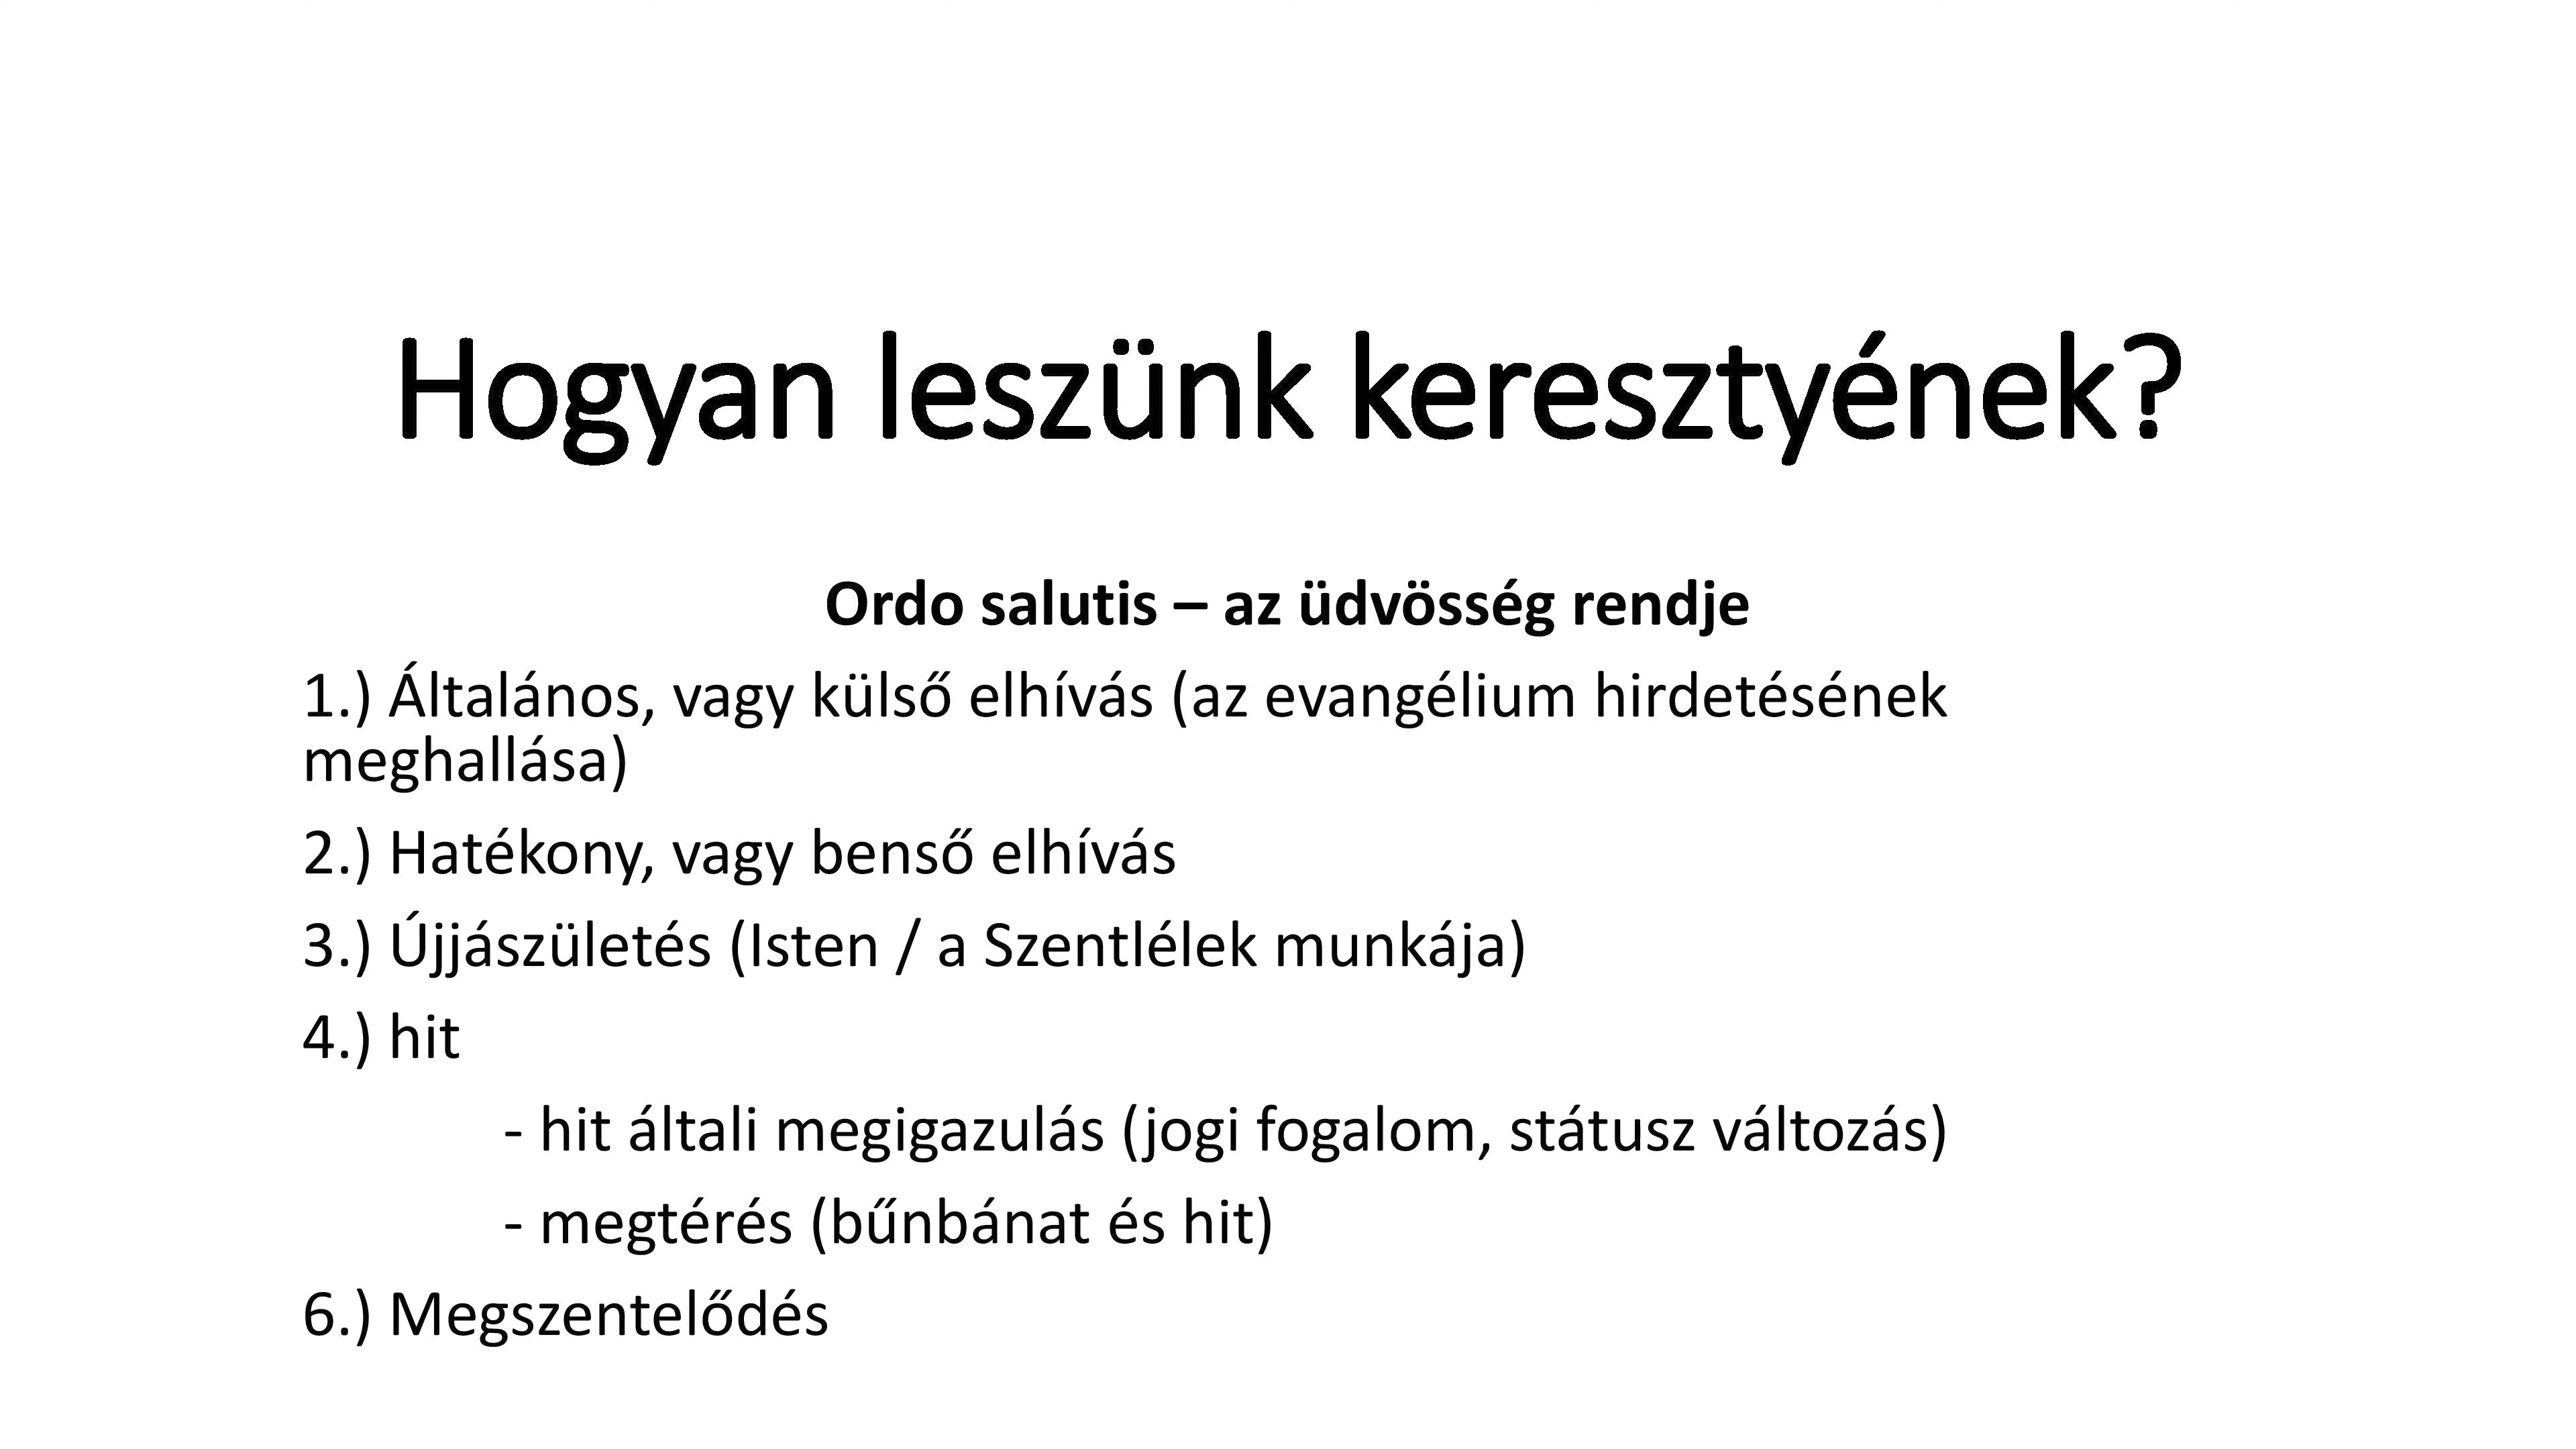 Hogyan leszünk keresztyének?
Ordo salutis – az üdvösség rendje
1.) Általános, vagy külső elhívás (az evangélium hirdetésének
meghallása)
2.) Hatékony, vagy benső elhívás
3.) Újjászületés (Isten / a Szentlélek munkája)
4.) hit
- hit általi megigazulás (jogi fogalom, státusz változás)
- megtérés (bűnbánat és hit)
6.) Megszentelődés